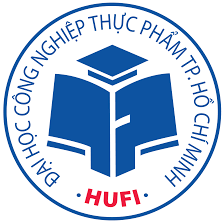 ĐẠI HỌC CÔNG NGHIỆP THỰC PHẨM TP. HỒ CHÍ MINH
· HUFI ·